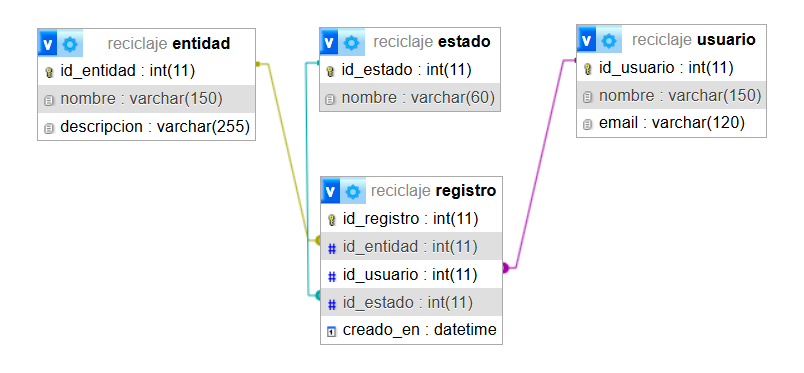 reciclaje entidad
id_entidad : int(11)
nombre : varchar(150)
descripcion : varchar(255)
reciclaje estado
id_estado : int(11)
nombre : varchar(60)
reciclaje usuario
id_usuario : int(11)
nombre : varchar(150)
email : varchar(120)
reciclaje registro
id_registro : int(11)
# id_entidad : int(11)
# id_usuario : int(11)
# id_estado : int(11)
creado_en : datetime